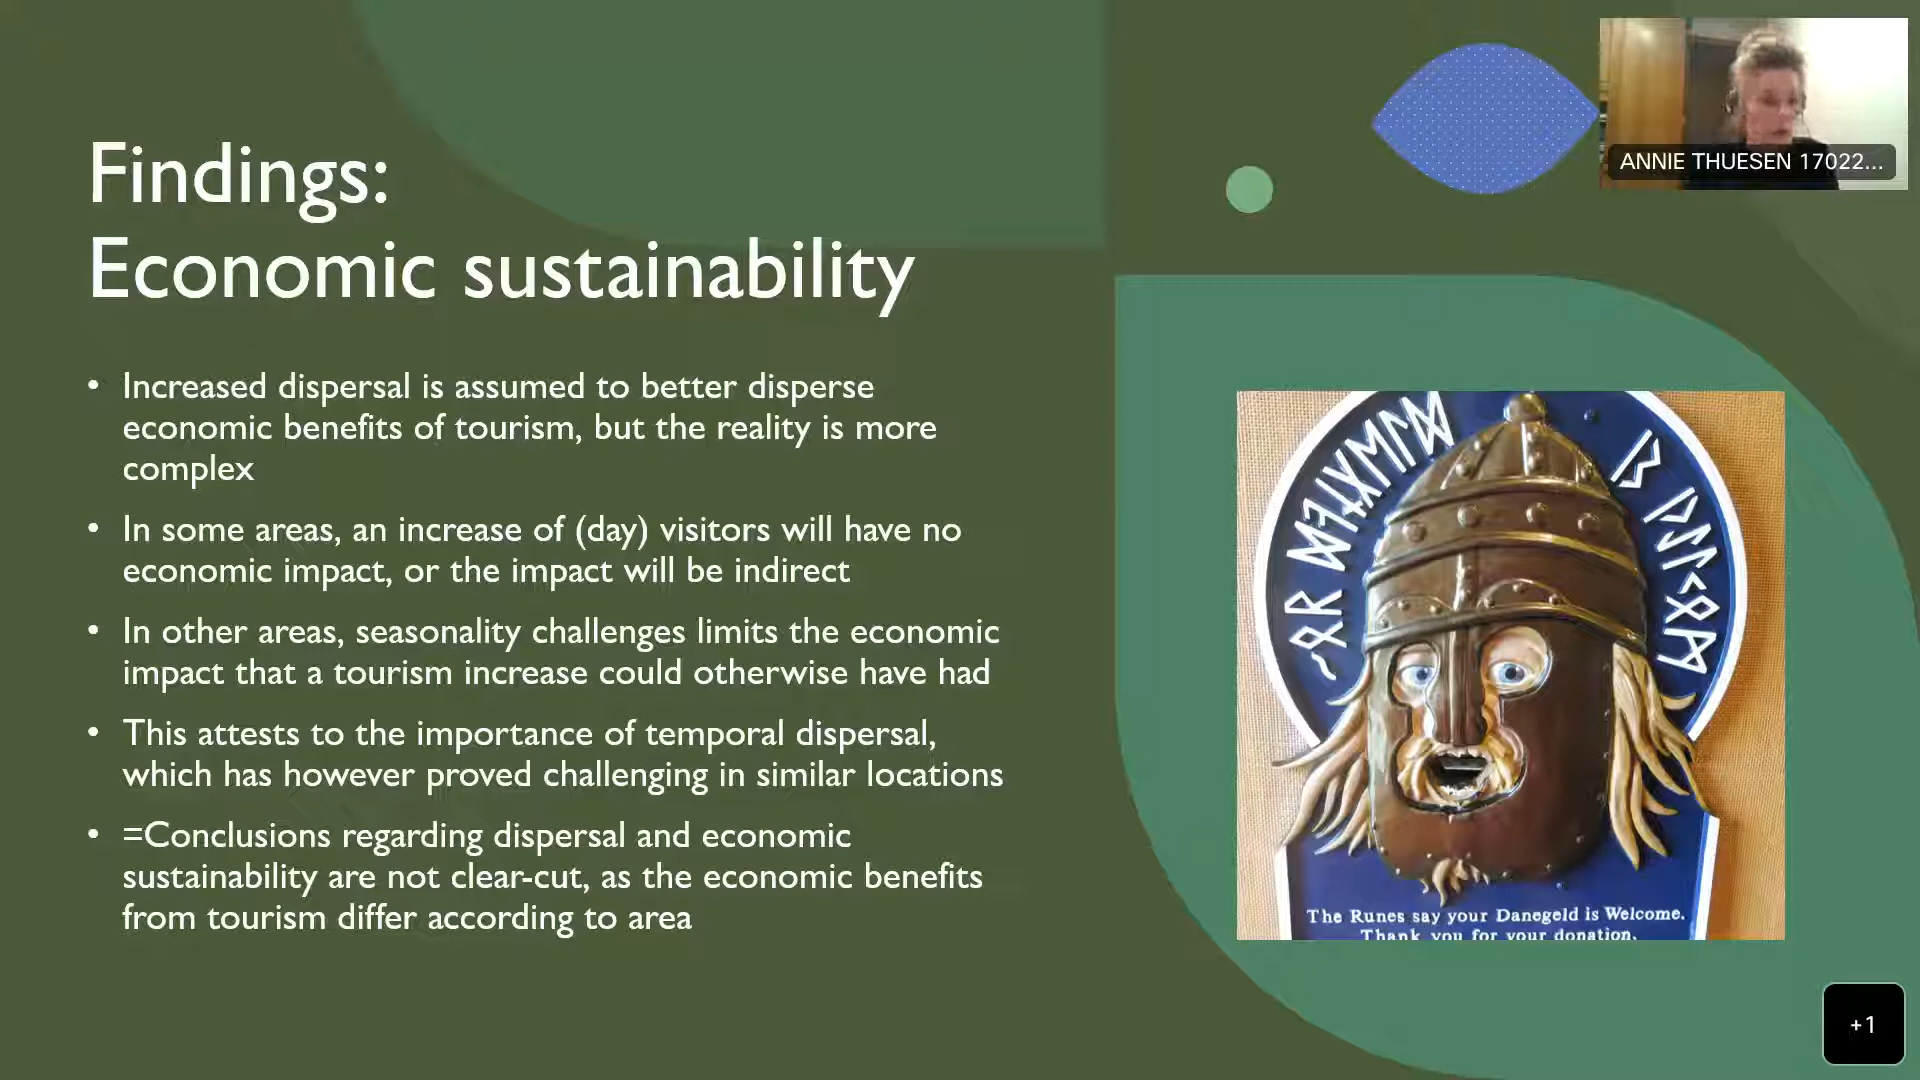 ANNIE THUESEN 17022...
Findings:
Economic sustainability
• Increased dispersal is assumed to better disperse
economic benefits of tourism, but the reality is more
complex
• In some areas, an increase of (day) visitors will have no
economic impact, or the impact will be indirect
• In other areas, seasonality challenges limits the economic
impact that a tourism increase could otherwise have had
• This attests to the importance of temporal dispersal,
which has however proved challenging in similar locations
• =Conclusions regarding dispersal and economic
sustainability are not clear-cut, as the economic benefits
from tourism differ according to area
The Runes say your Danegeld is Welcome.
Thank you for your donation.
+1